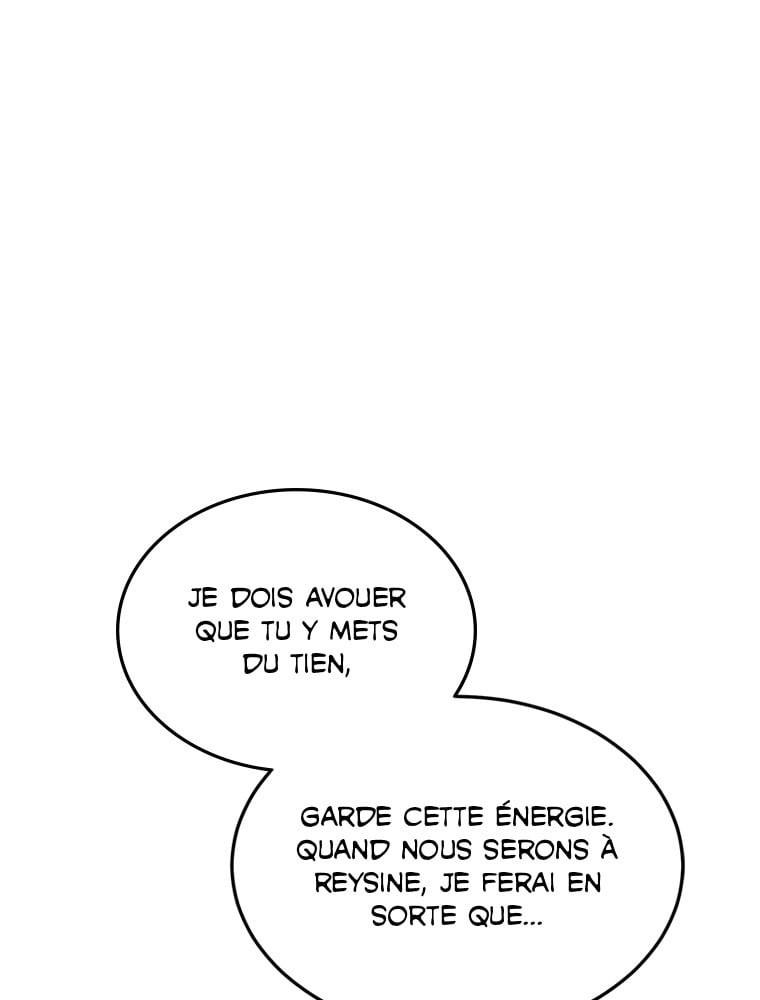 JE DOIS AVOUER
QUE TU Y METS
DU TIEN,
GARDE CETTE ÉNERGIE.
QUAND NOUS SERONS À
REYSINE, JE FERAI EN
SORTE QUE...